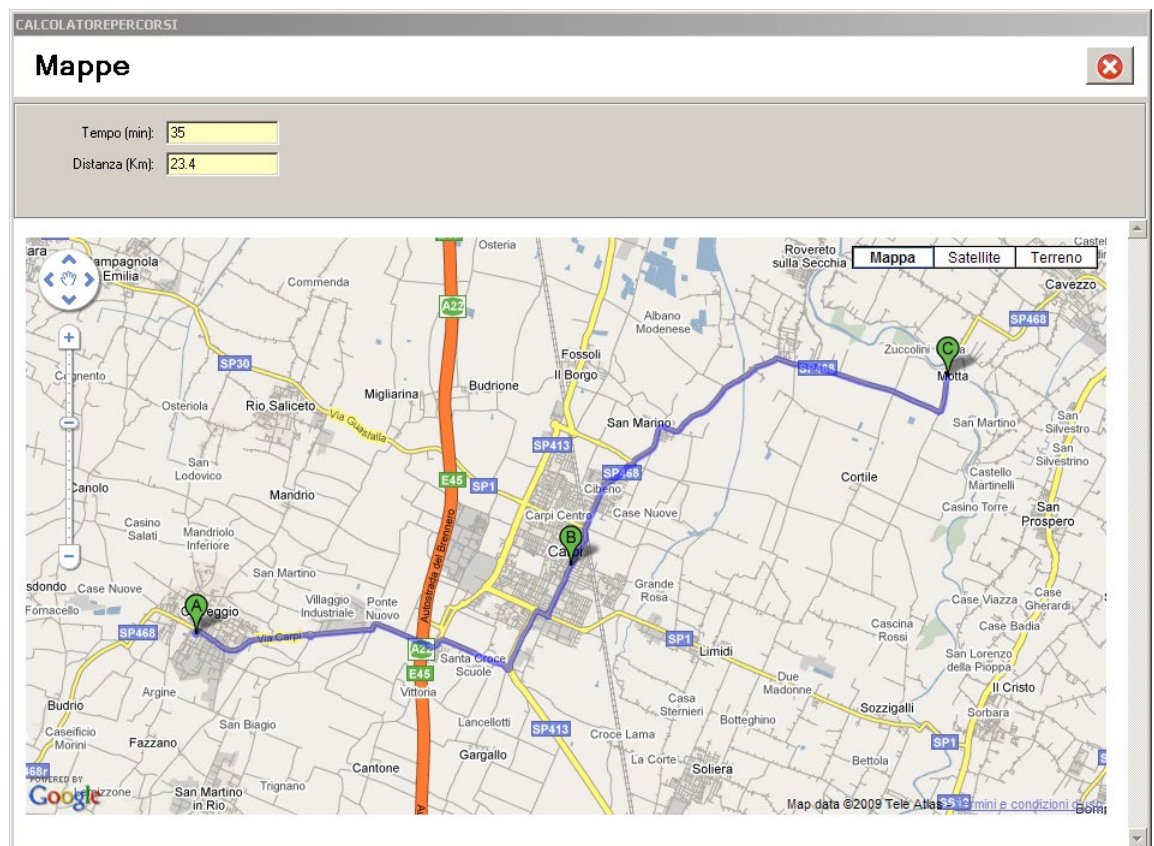 CALCOLATOREPERCORSI
Mappe
Tempo (min): 35
Distanza (Km): 23.4
Mappa Satellite Terreno
Osteria
Rovereto
sulla Secchia
Cavezzo
Emilia
Commenda
A22
Albano
Modenese
SP468
Zuccolini
C
Fossoli
Il Borgo
SP30
SP468
Motta
Budrione
Migliarina
Osteriola
Rio Saliceto
Via Guastalla
San Marino
San Martino
San
Silvestro
SP413
San
Silvestrino
San
Lodovico
SP468
Cibeno
Cortile
Castello
Martinelli
E45
SP1
Canolo
Mandrio
Carpi Centro
Case Nuove
Casino Torre
San
Prospero
Casino
Salati
Mandriolo
Inferiore
Autostrada del Brennero
B
San Martino
Grande
Rosa
Case Nuove
Fornacello
A
Villaggio
Industriale
Ponte
Nuovo
Case Viazza
Case
Gherardi
SP468
Via Carpi
Cascina
Rossi
Case Badia
SP1
Limidi
A22
Santa Croce
Scuole
San Lorenzo
della Pioppa
E45
Vittoria
Due
Madonne
Il Cristo
Argine
Budrio
Casa
Sternieri
Sozzigalli
Sorbara
San Biagio
Lancellotti
Botteghino
Caseificio
Morini
SP413
Croce Lama
SP1
Fazzano
Gargallo
La Corte
Bettola
Cantone
Soliera
POWERED BY
Google
Trignano
San Martino
in Rio
Map data ©2009 Tele Atlas